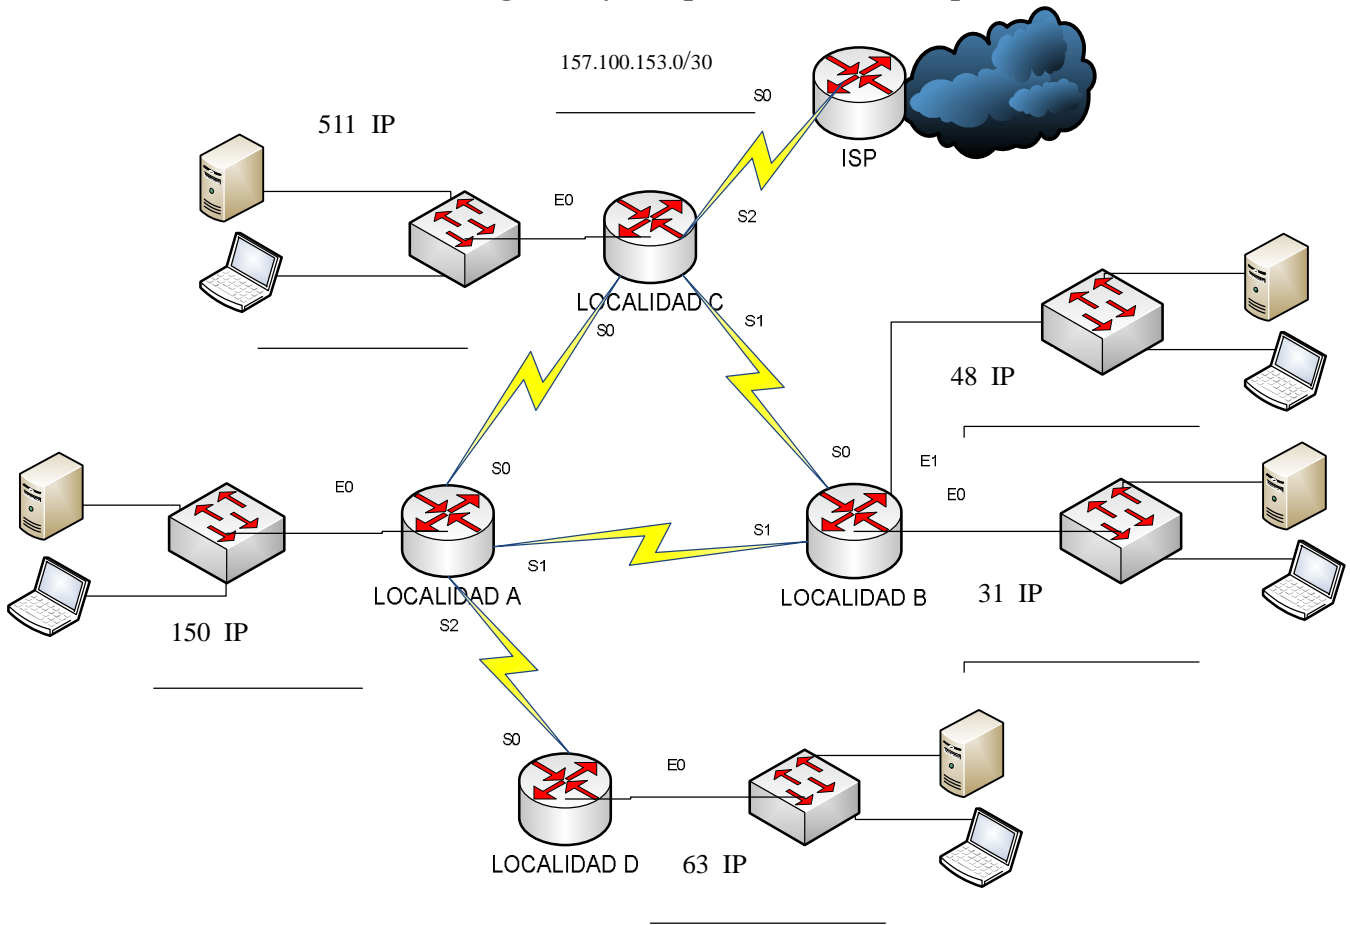 157.100.153.0/30
S0
511 IP
ISP
E0
S2
LOCALIDAD C
S0
S1
48 IP
S0
E1
S0
E0
E0
S1
S1
LOCALIDAD A
LOCALIDAD B
31 IP
S2
150 IP
S0
E0
LOCALIDAD D
63 IP